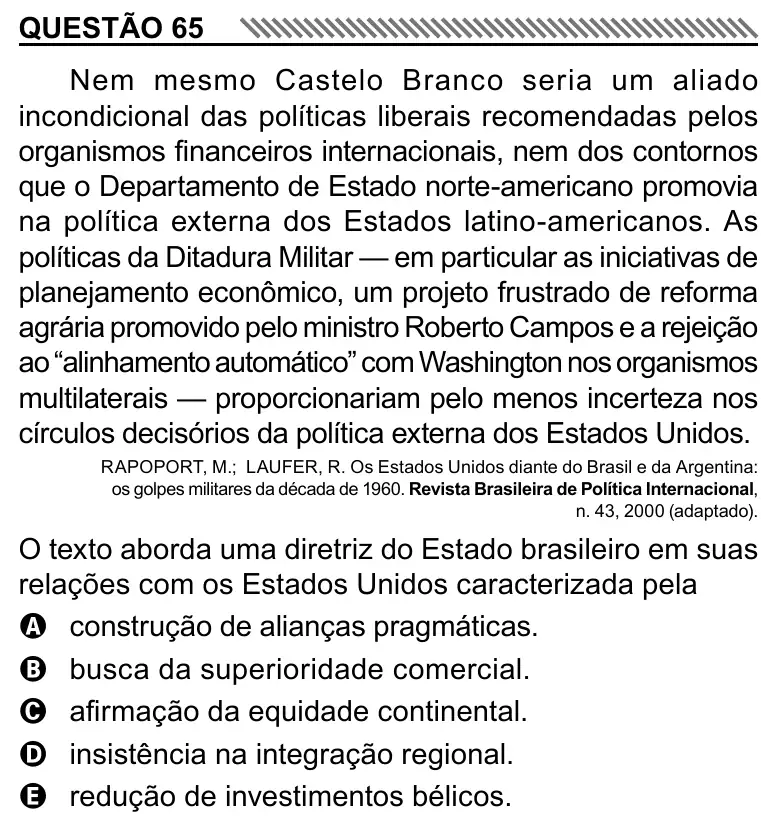 QUESTÃO 65
Nem mesmo Castelo Branco seria um aliado
incondicional das políticas liberais recomendadas pelos
organismos financeiros internacionais, nem dos contornos
que o Departamento de Estado norte-americano promovia
na política externa dos Estados latino-americanos. As
políticas da Ditadura Militar — em particular as iniciativas de
planejamento econômico, um projeto frustrado de reforma
agrária promovido pelo ministro Roberto Campos e a rejeição
ao “alinhamento automático” com Washington nos organismos
multilaterais — proporcionariam pelo menos incerteza nos
círculos decisórios da política externa dos Estados Unidos.
RAPOPORT, M.; LAUFER, R. Os Estados Unidos diante do Brasil e da Argentina:
os golpes militares da década de 1960. Revista Brasileira de Política Internacional,
n. 43, 2000 (adaptado).
O texto aborda uma diretriz do Estado brasileiro em suas
relações com os Estados Unidos caracterizada pela
A construção de alianças pragmáticas.
B busca da superioridade comercial.
C afirmação da equidade continental.
D insistência na integração regional.
E redução de investimentos bélicos.